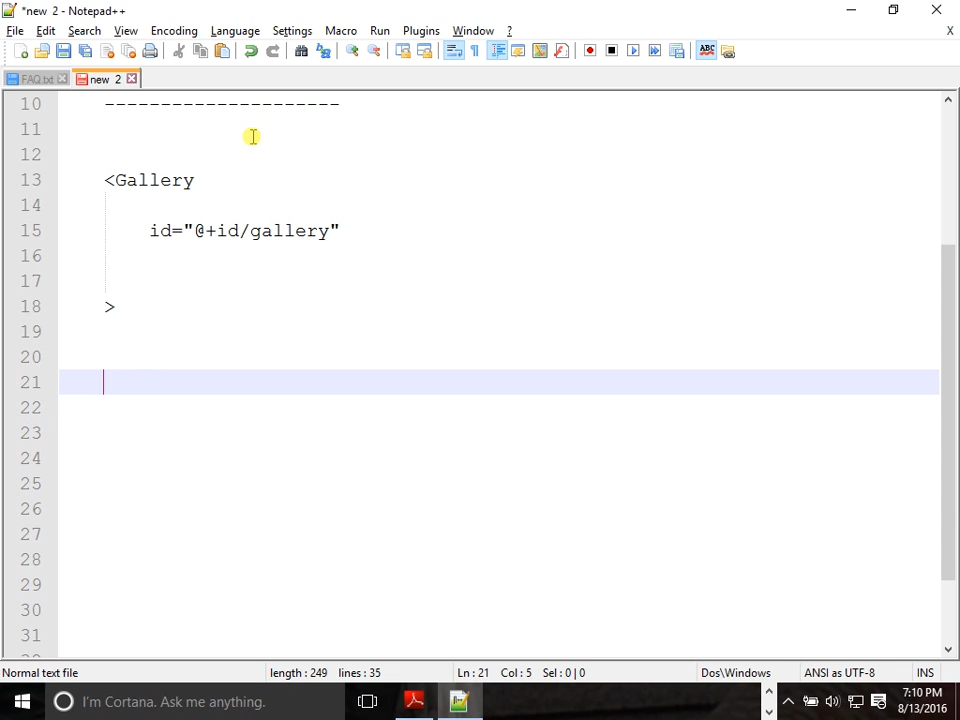 *new 2 - Notepad++
File Edit Search View Encoding Language Settings Macro Run Plugins Window ? X
ABC
FAQ.txt new 2
10 ---------------------
11
12
13 <Gallery
14
15 id="@+id/gallery"
16
17
18 >
19
20
21
22
23
24
25
26
27
28
29
30
31
Normal text file length : 249 lines : 35 Ln : 21 Col : 5 Sel : 0 | 0 Dos\Windows ANSI as UTF-8 INS
I'm Cortana. Ask me anything. 7:10 PM
8/13/2016